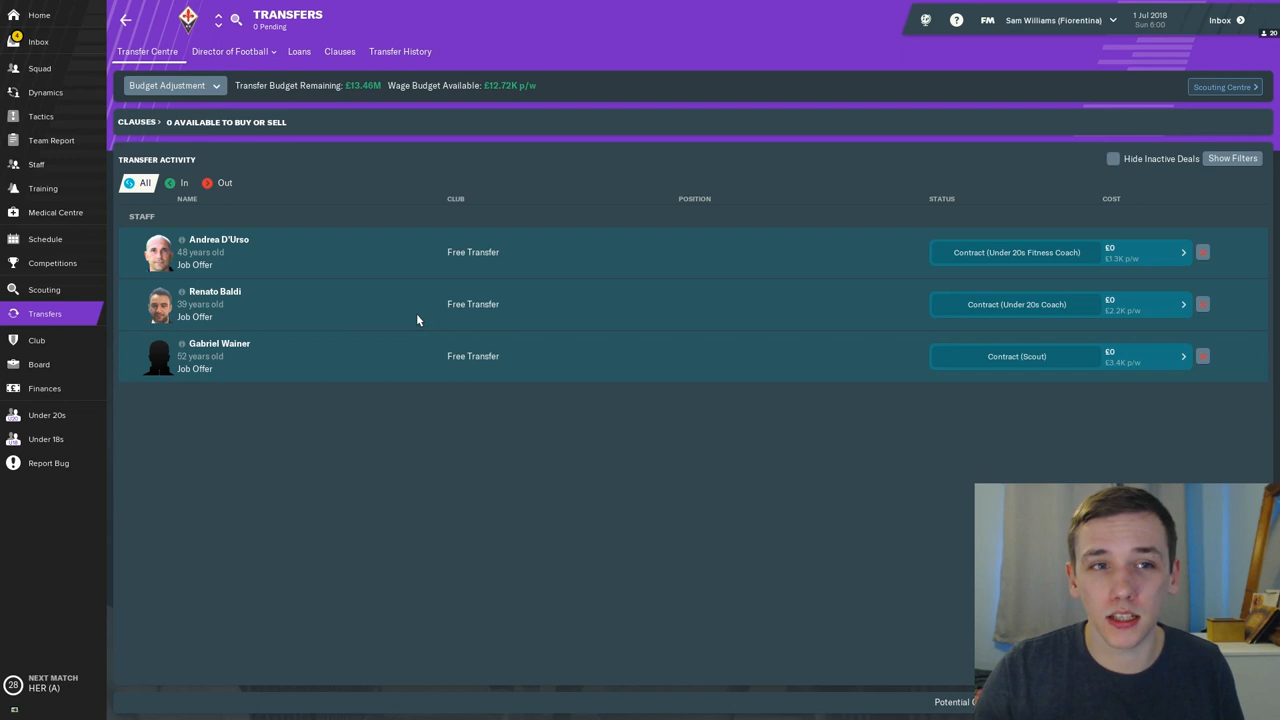 Home
4
Inbox
Squad
Dynamics
Tactics
Team Report
Staff
Training
Medical Centre
Schedule
Competitions
Scouting
Transfers
Club
Board
Finances
Under 20s
Under 18s
Report Bug
28
NEXT MATCH
HER (A)
TRANSFERS
0 Pending
FM
Sam Williams (Fiorentina)
1 Jul 2018
Sun 6:00
Inbox
20
Transfer Centre
Director of Football
Loans
Clauses
Transfer History
Budget Adjustment
Transfer Budget Remaining: £13.46M
Wage Budget Available: £12.72K p/w
Scouting Centre >
CLAUSES > 0 AVAILABLE TO BUY OR SELL
TRANSFER ACTIVITY
Hide Inactive Deals
Show Filters
All
In
Out
NAME CLUB POSITION STATUS COST
STAFF
Andrea D'Urso
48 years old
Job Offer
Free Transfer
Contract (Under 20s Fitness Coach)
£0
£1.3K p/w
Renato Baldi
39 years old
Job Offer
Free Transfer
Contract (Under 20s Coach)
£0
£2.2K p/w
Gabriel Wainer
52 years old
Job Offer
Free Transfer
Contract (Scout)
£0
£3.4K p/w
Potential